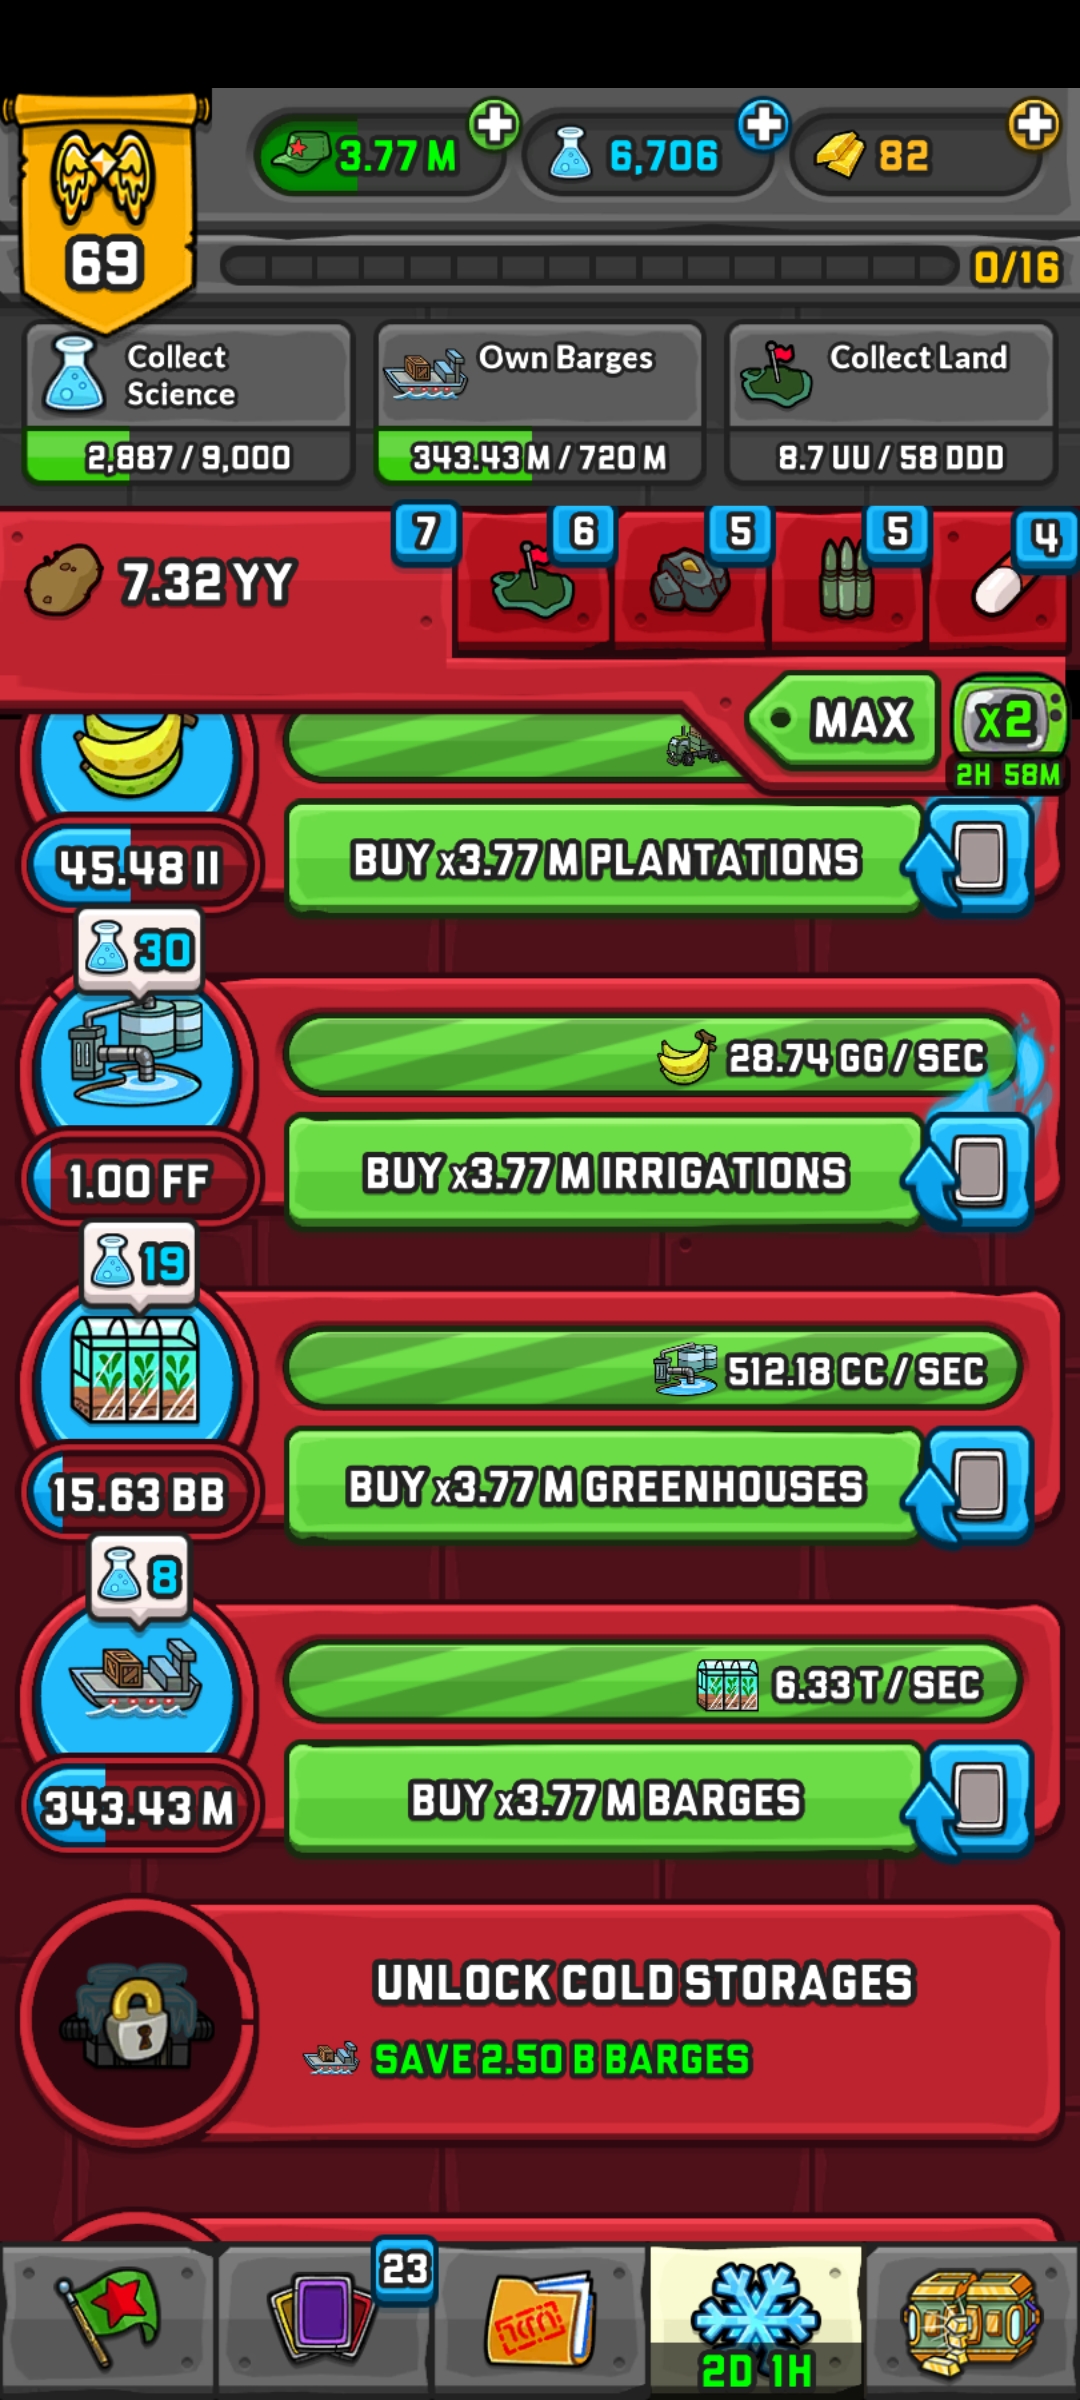 3.77 M
6,706
82
69
0/16
Collect
Science
2,887 / 9,000
Own Barges
343.43 M / 720 M
Collect Land
8.7 UU / 58 DDD
7.32 YY
7
6
5
5
4
MAX
x2
2H 58M
45.48 II
BUY x3.77 M PLANTATIONS
30
28.74 GG / SEC
1.00 FF
BUY x3.77 M IRRIGATIONS
19
512.18 CC / SEC
15.63 BB
BUY x3.77 M GREENHOUSES
8
6.33 T / SEC
343.43 M
BUY x3.77 M BARGES
UNLOCK COLD STORAGES
SAVE 2.50 B BARGES
23
2D 1H